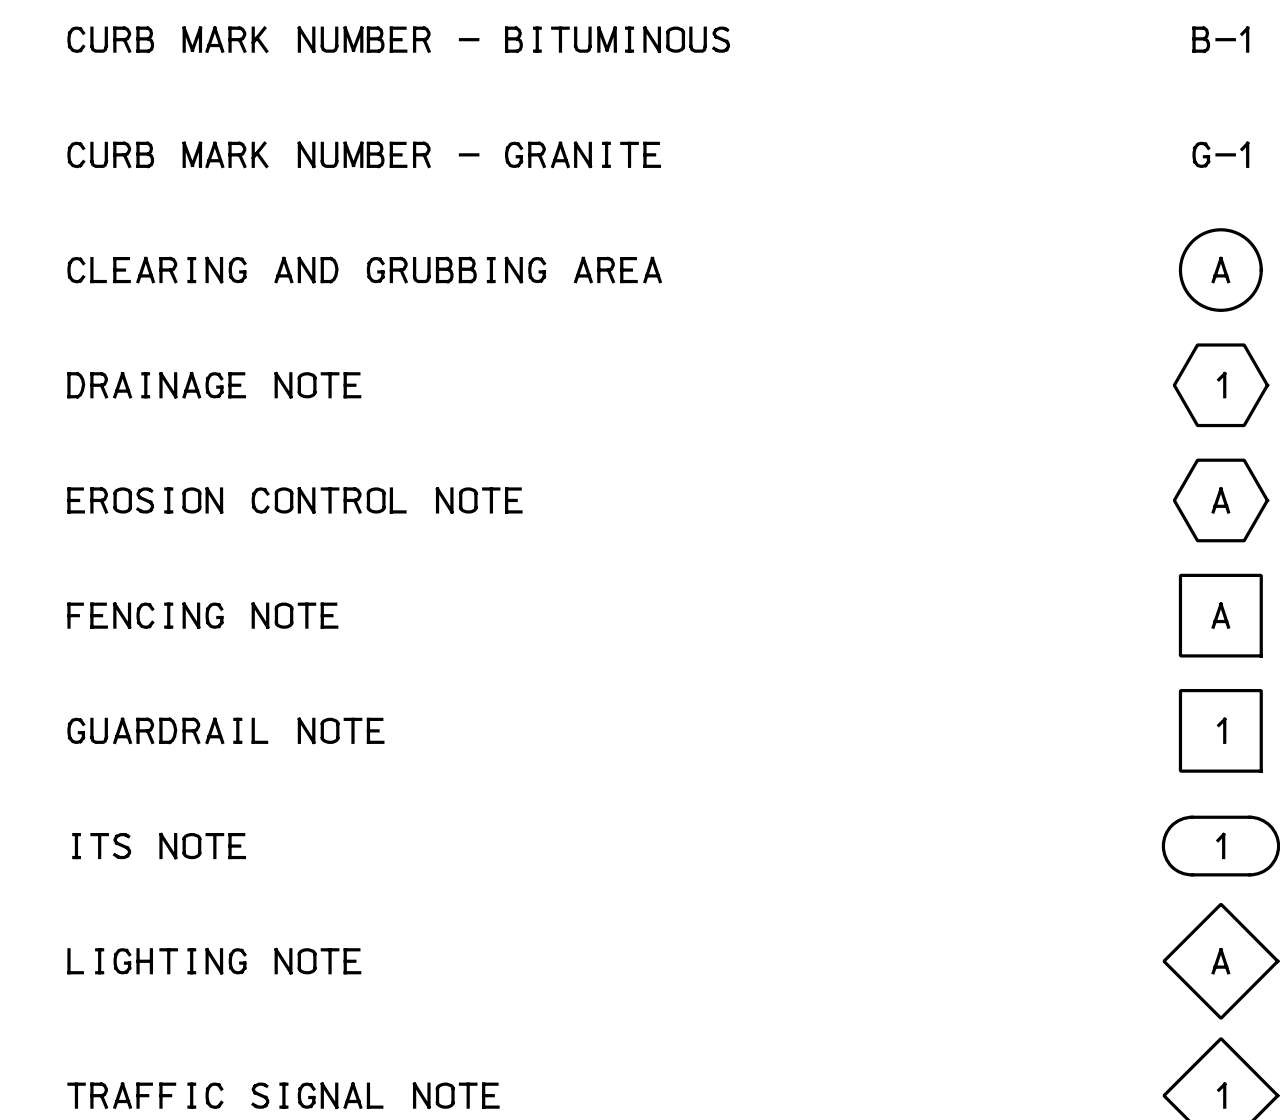 CURB MARK NUMBER - BITUMINOUS B-1
CURB MARK NUMBER - GRANITE G-1
CLEARING AND GRUBBING AREA A
DRAINAGE NOTE 1
EROSION CONTROL NOTE A
FENCING NOTE A
GUARDRAIL NOTE 1
ITS NOTE 1
LIGHTING NOTE A
TRAFFIC SIGNAL NOTE 1